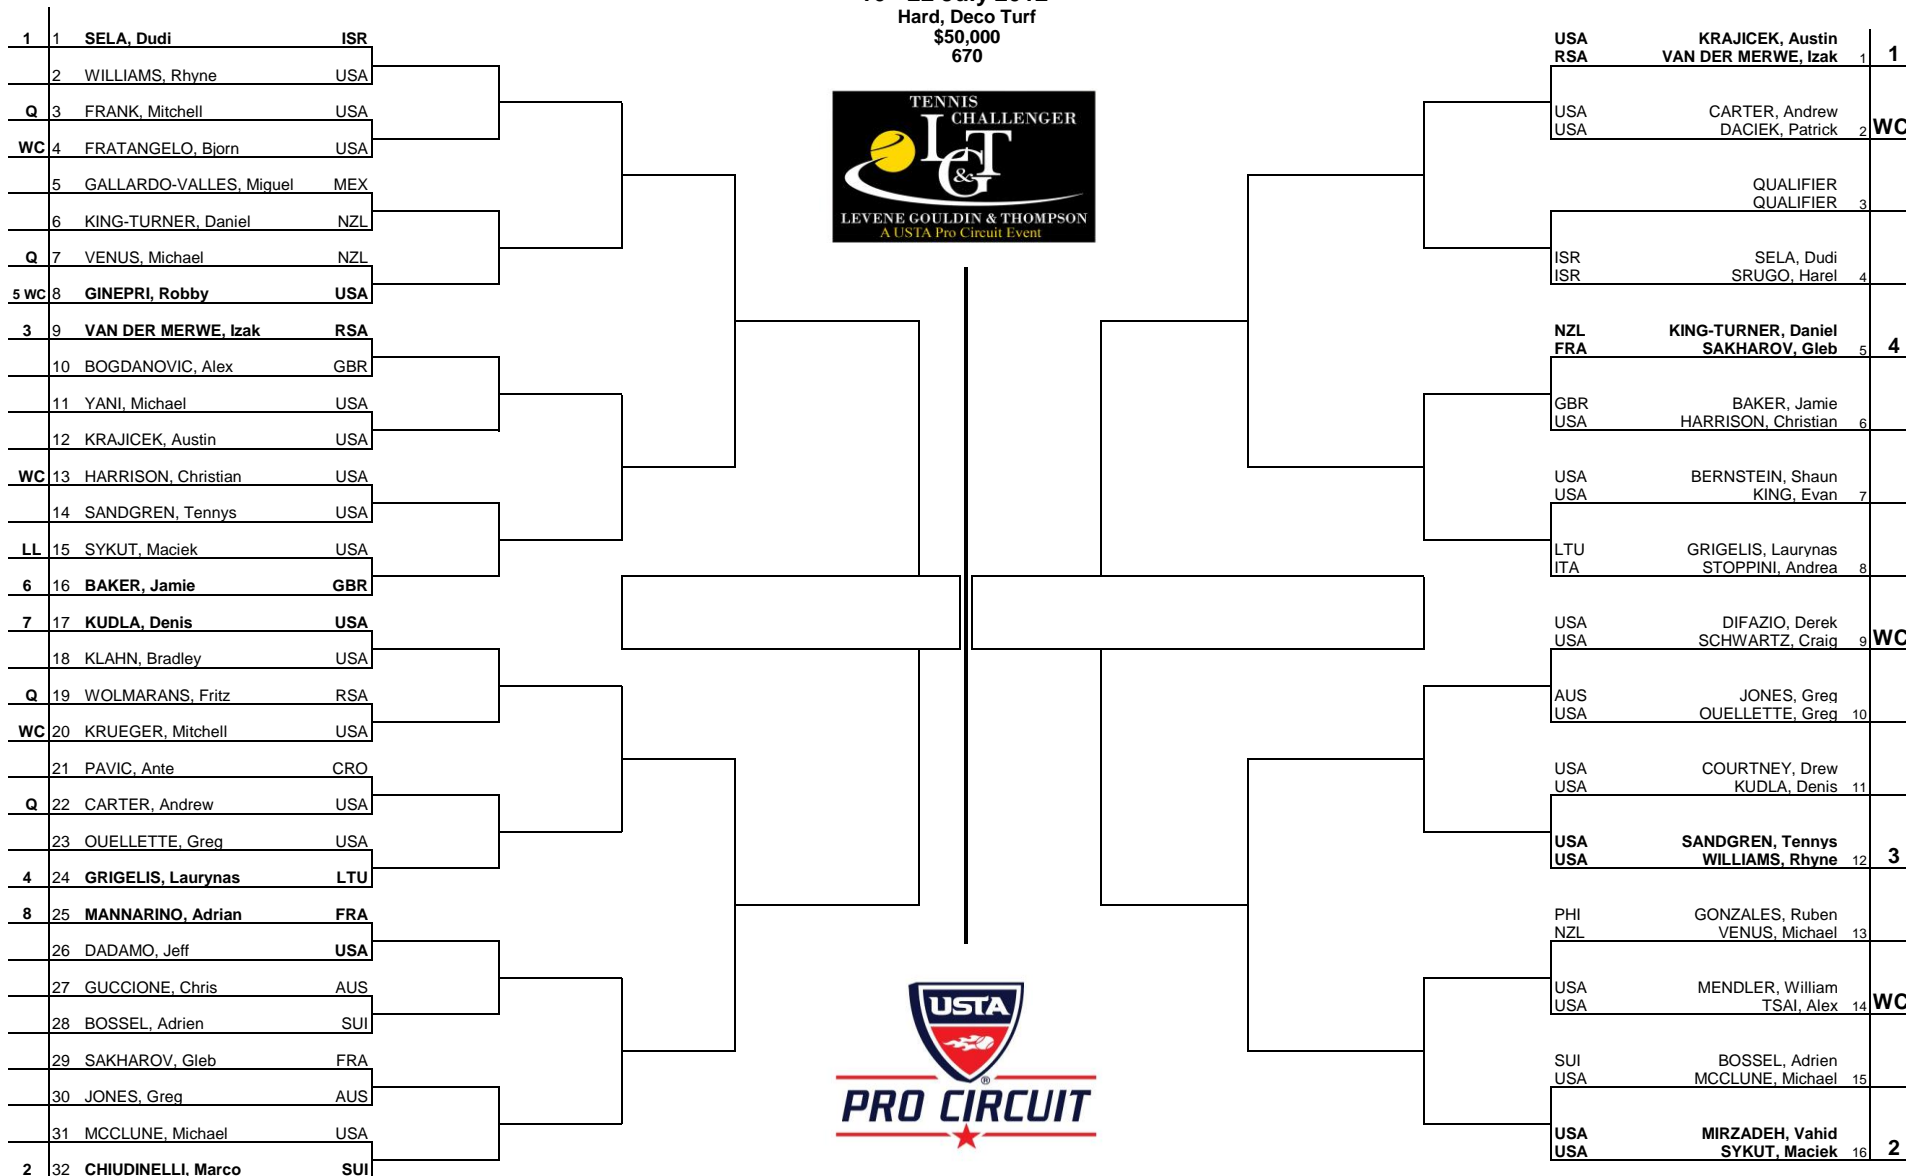 Hard, Deco Turf
$50,000
670
1 1 SELA, Dudi ISR
2 WILLIAMS, Rhyne USA
Q 3 FRANK, Mitchell USA
WC 4 FRATANGELO, Bjorn USA
5 GALLARDO-VALLES, Miguel MEX
6 KING-TURNER, Daniel NZL
Q 7 VENUS, Michael NZL
5 WC 8 GINEPRI, Robby USA
3 9 VAN DER MERWE, Izak RSA
10 BOGDANOVIC, Alex GBR
11 YANI, Michael USA
12 KRAJICEK, Austin USA
WC 13 HARRISON, Christian USA
14 SANDGREN, Tennys USA
LL 15 SYKUT, Maciek USA
6 16 BAKER, Jamie GBR
7 17 KUDLA, Denis USA
18 KLAHN, Bradley USA
Q 19 WOLMARANS, Fritz RSA
WC 20 KRUEGER, Mitchell USA
21 PAVIC, Ante CRO
Q 22 CARTER, Andrew USA
23 OUELLETTE, Greg USA
4 24 GRIGELIS, Laurynas LTU
8 25 MANNARINO, Adrian FRA
26 DADAMO, Jeff USA
27 GUCCIONE, Chris AUS
28 BOSSEL, Adrien SUI
29 SAKHAROV, Gleb FRA
30 JONES, Greg AUS
31 MCCLUNE, Michael USA
2 32 CHIUDINELLI, Marco SUI
TENNIS
CHALLENGER
LG&T
LEVENE GOULDIN & THOMPSON
A USTA Pro Circuit Event
USTA
®
PRO CIRCUIT
USA KRAJICEK, Austin
RSA VAN DER MERWE, Izak 1 1
USA CARTER, Andrew
USA DACIEK, Patrick 2 WC
QUALIFIER
QUALIFIER 3
ISR SELA, Dudi
ISR SRUGO, Harel 4
NZL KING-TURNER, Daniel
FRA SAKHAROV, Gleb 5 4
GBR BAKER, Jamie
USA HARRISON, Christian 6
USA BERNSTEIN, Shaun
USA KING, Evan 7
LTU GRIGELIS, Laurynas
ITA STOPPINI, Andrea 8
USA DIFAZIO, Derek
USA SCHWARTZ, Craig 9 WC
AUS JONES, Greg
USA OUELLETTE, Greg 10
USA COURTNEY, Drew
USA KUDLA, Denis 11
USA SANDGREN, Tennys
USA WILLIAMS, Rhyne 12 3
PHI GONZALES, Ruben
NZL VENUS, Michael 13
USA MENDLER, William
USA TSAI, Alex 14 WC
SUI BOSSEL, Adrien
USA MCCLUNE, Michael 15
USA MIRZADEH, Vahid
USA SYKUT, Maciek 16 2